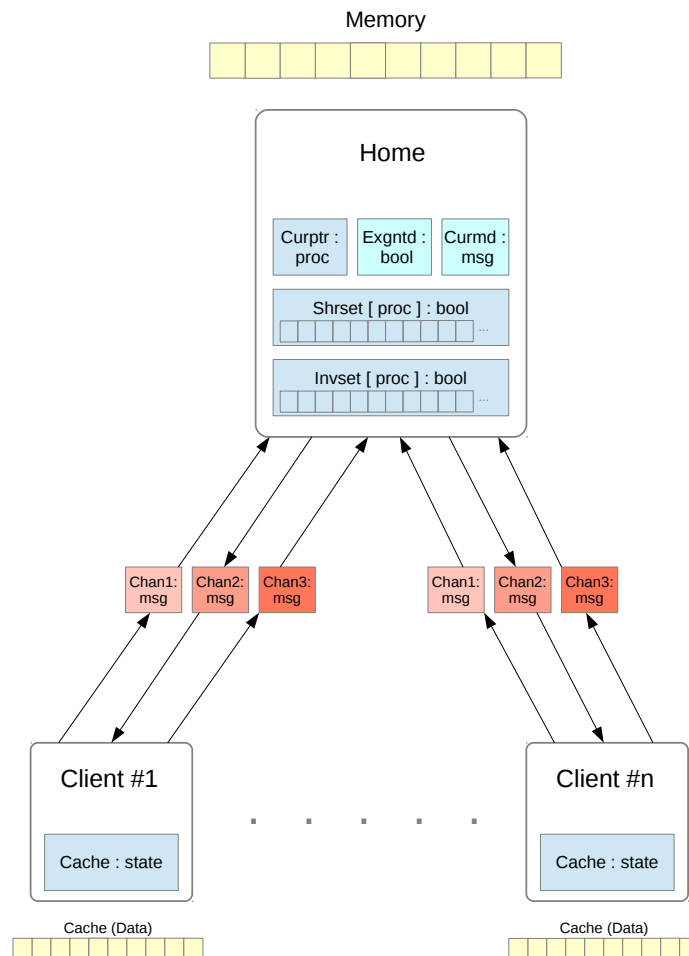 Memory
Home
Curptr :
proc
Exgntd :
bool
Curmd :
msg
Shrset [ proc ] : bool
...
Invset [ proc ] : bool
...
Chan1:
msg
Chan2:
msg
Chan3:
msg
Chan1:
msg
Chan2:
msg
Chan3:
msg
Client #1
. . . . .
Client #n
Cache : state
Cache : state
Cache (Data)
Cache (Data)